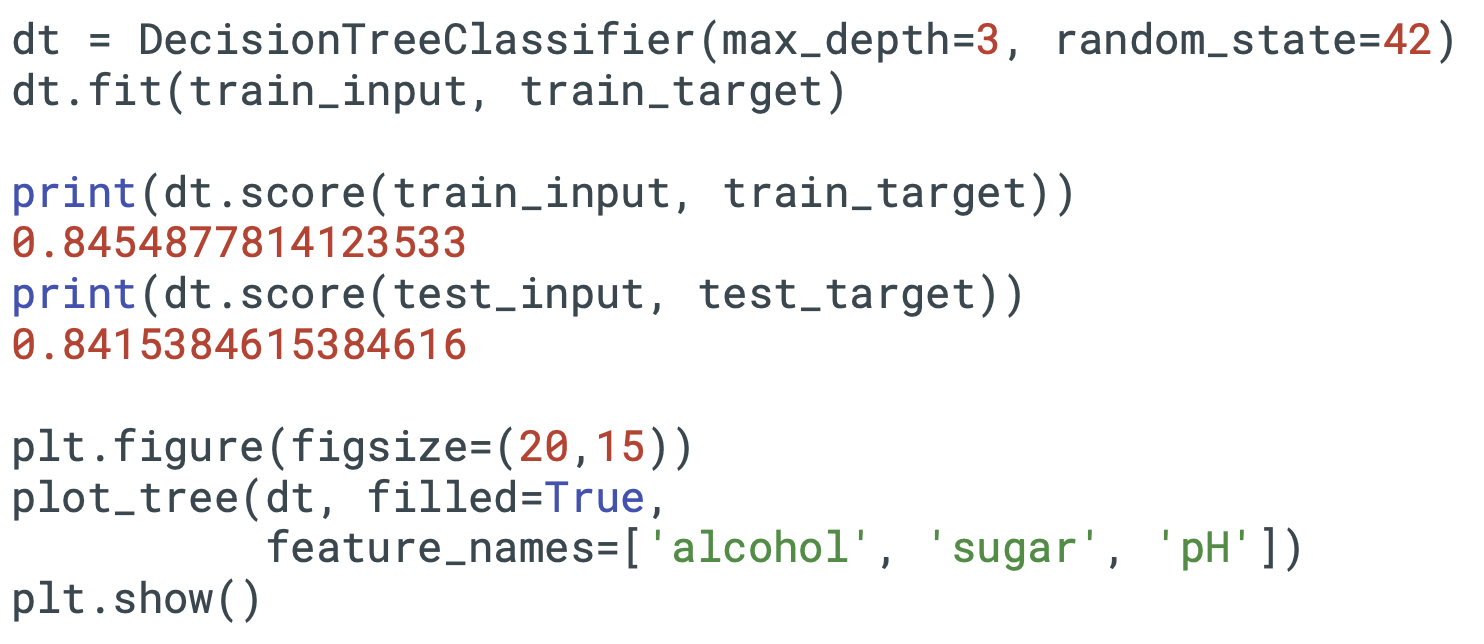 dt = DecisionTreeClassifier(max_depth=3, random_state=42)
dt.fit(train_input, train_target)

print(dt.score(train_input, train_target))
0.8454877814123533
print(dt.score(test_input, test_target))
0.8415384615384616

plt.figure(figsize=(20,15))
plot_tree(dt, filled=True,
          feature_names=['alcohol', 'sugar', 'pH'])
plt.show()